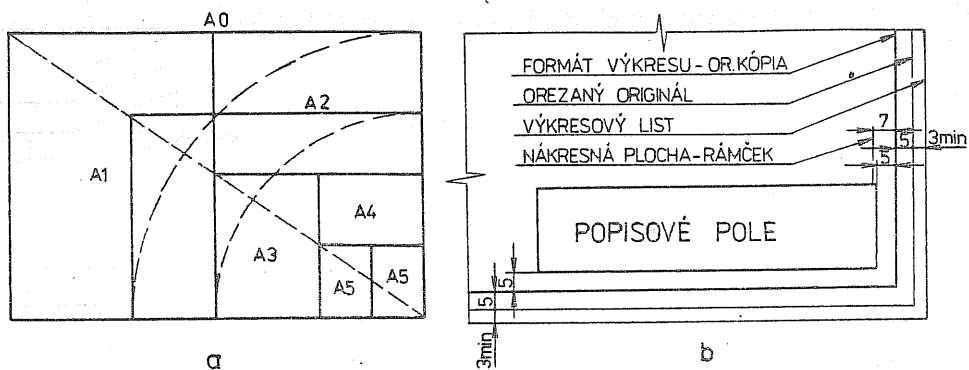 A0
A2
A1
A4
A3
A5
A5
a
FORMÁT VÝKRESU - OR.KÓPIA
OREZANÝ ORIGINÁL
VÝKRESOVÝ LIST
NÁKRESNÁ PLOCHA-RÁMČEK
7
5
3min
5
POPISOVÉ POLE
5
5
3min
b